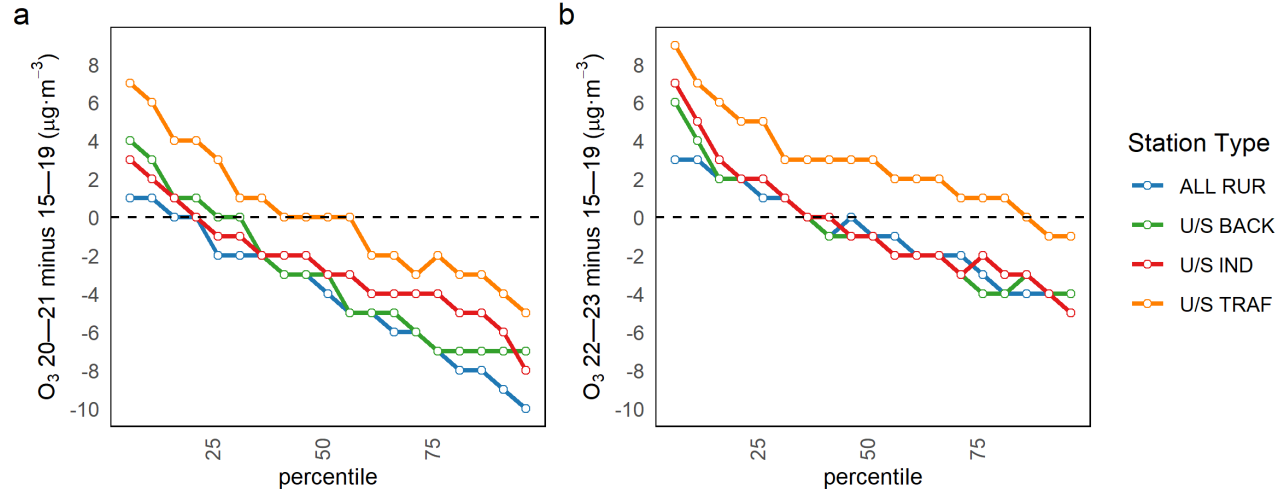 a
O₃ 20—21 minus 15—19 (µg·m⁻³)
8
6
4
2
0
-2
-4
-6
-8
-10
25
50
75
percentile
b
O₃ 22—23 minus 15—19 (µg·m⁻³)
8
6
4
2
0
-2
-4
-6
-8
-10
25
50
75
percentile
Station Type
ALL RUR
U/S BACK
U/S IND
U/S TRAF